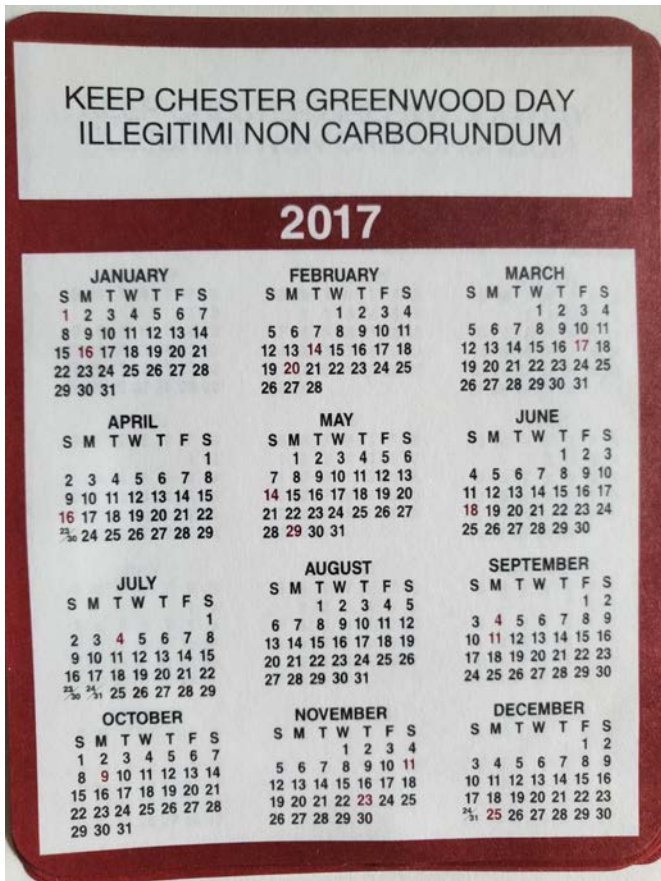 KEEP CHESTER GREENWOOD DAY
ILLEGITIMI NON CARBORUNDUM
2017
JANUARY
S M T W T F S
1 2 3 4 5 6 7
8 9 10 11 12 13 14
15 16 17 18 19 20 21
22 23 24 25 26 27 28
29 30 31
FEBRUARY
S M T W T F S
1 2 3 4
5 6 7 8 9 10 11
12 13 14 15 16 17 18
19 20 21 22 23 24 25
26 27 28
MARCH
S M T W T F S
1 2 3 4
5 6 7 8 9 10 11
12 13 14 15 16 17 18
19 20 21 22 23 24 25
26 27 28 29 30 31
APRIL
S M T W T F S
1
2 3 4 5 6 7 8
9 10 11 12 13 14 15
16 17 18 19 20 21 22
23/30 24 25 26 27 28 29
MAY
S M T W T F S
1 2 3 4 5 6
7 8 9 10 11 12 13
14 15 16 17 18 19 20
21 22 23 24 25 26 27
28 29 30 31
JUNE
S M T W T F S
1 2 3
4 5 6 7 8 9 10
11 12 13 14 15 16 17
18 19 20 21 22 23 24
25 26 27 28 29 30
JULY
S M T W T F S
1
2 3 4 5 6 7 8
9 10 11 12 13 14 15
16 17 18 19 20 21 22
23/30 24/31 25 26 27 28 29
AUGUST
S M T W T F S
1 2 3 4 5
6 7 8 9 10 11 12
13 14 15 16 17 18 19
20 21 22 23 24 25 26
27 28 29 30 31
SEPTEMBER
S M T W T F S
1 2
3 4 5 6 7 8 9
10 11 12 13 14 15 16
17 18 19 20 21 22 23
24 25 26 27 28 29 30
OCTOBER
S M T W T F S
1 2 3 4 5 6 7
8 9 10 11 12 13 14
15 16 17 18 19 20 21
22 23 24 25 26 27 28
29 30 31
NOVEMBER
S M T W T F S
1 2 3 4
5 6 7 8 9 10 11
12 13 14 15 16 17 18
19 20 21 22 23 24 25
26 27 28 29 30
DECEMBER
S M T W T F S
1 2
3 4 5 6 7 8 9
10 11 12 13 14 15 16
17 18 19 20 21 22 23
24/31 25 26 27 28 29 30